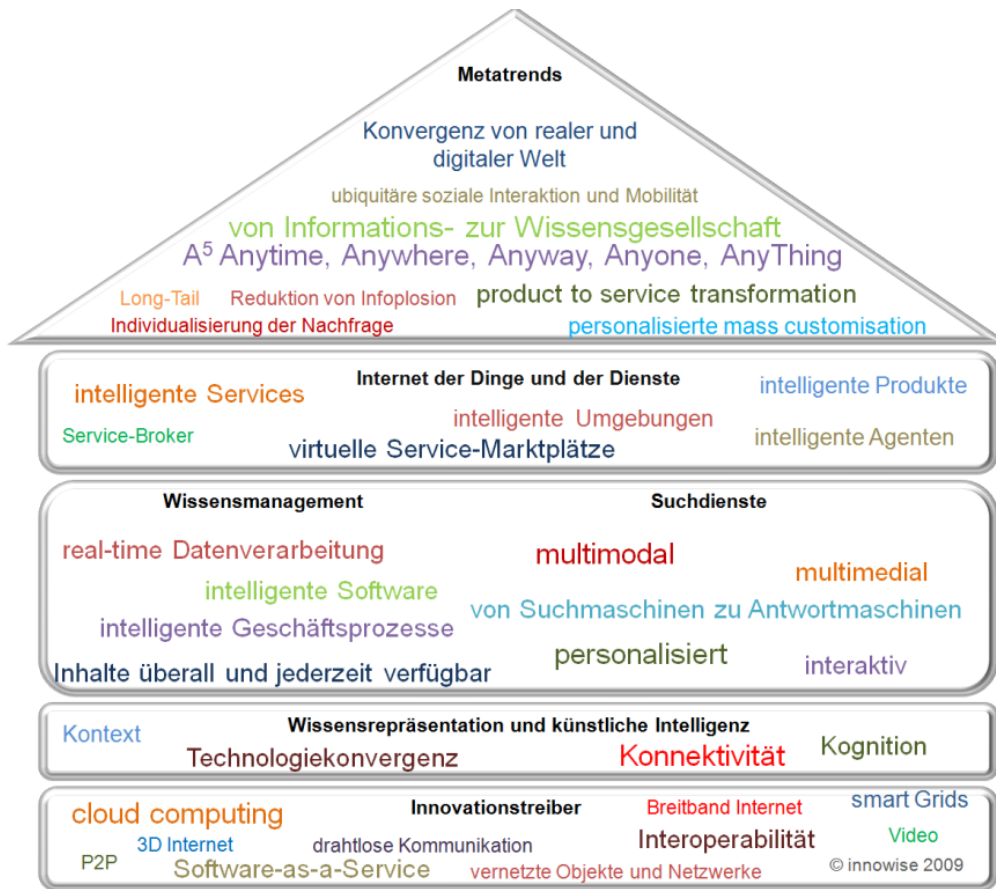 Metatrends
Konvergenz von realer und
digitaler Welt
ubiquitäre soziale Interaktion und Mobilität
von Informations- zur Wissensgesellschaft
A⁵ Anytime, Anywhere, Anyway, Anyone, AnyThing
Long-Tail Reduktion von Infoplosion product to service transformation
Individualisierung der Nachfrage personalisierte mass customisation
Internet der Dinge und der Dienste
intelligente Services intelligente Produkte
intelligente Umgebungen
Service-Broker intelligente Agenten
virtuelle Service-Marktplätze
Wissensmanagement
real-time Datenverarbeitung
intelligente Software
intelligente Geschäftsprozesse
Inhalte überall und jederzeit verfügbar
Suchdienste
multimodal
multimedial
von Suchmaschinen zu Antwortmaschinen
personalisiert
interaktiv
Wissensrepräsentation und künstliche Intelligenz
Kontext
Technologiekonvergenz Konnektivität Kognition
Innovationstreiber
cloud computing Breitband Internet smart Grids
3D Internet drahtlose Kommunikation Interoperabilität Video
P2P Software-as-a-Service vernetzte Objekte und Netzwerke © innowise 2009